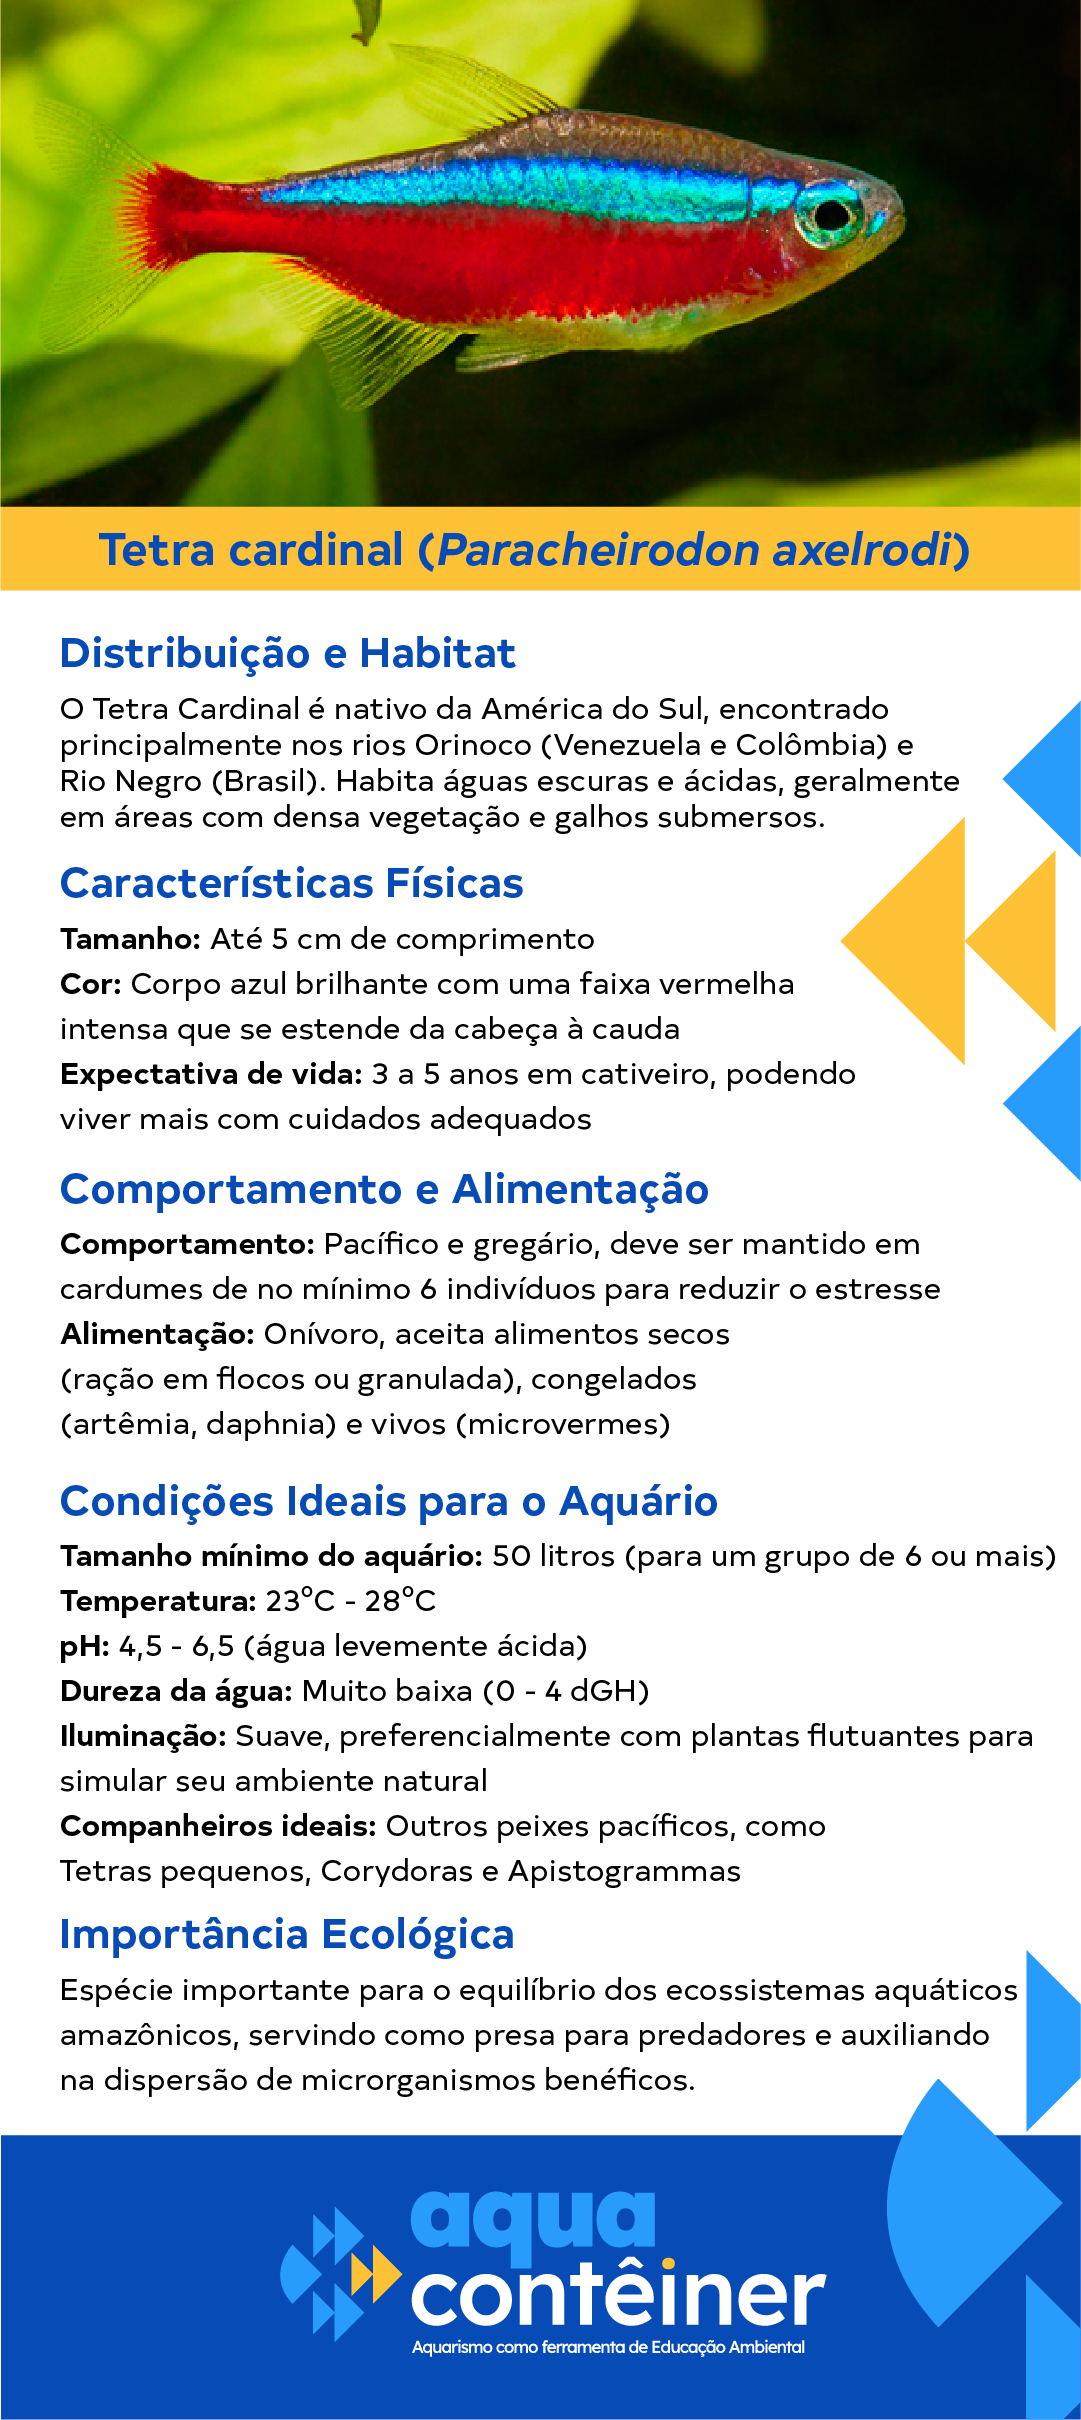 Tetra cardinal (Paracheirodon axelrodi)
Distribuição e Habitat
O Tetra Cardinal é nativo da América do Sul, encontrado
principalmente nos rios Orinoco (Venezuela e Colômbia) e
Rio Negro (Brasil). Habita águas escuras e ácidas, geralmente
em áreas com densa vegetação e galhos submersos.
Características Físicas
Tamanho: Até 5 cm de comprimento
Cor: Corpo azul brilhante com uma faixa vermelha
intensa que se estende da cabeça à cauda
Expectativa de vida: 3 a 5 anos em cativeiro, podendo
viver mais com cuidados adequados
Comportamento e Alimentação
Comportamento: Pacífico e gregário, deve ser mantido em
cardumes de no mínimo 6 indivíduos para reduzir o estresse
Alimentação: Onívoro, aceita alimentos secos
(ração em flocos ou granulada), congelados
(artêmia, daphnia) e vivos (microvermes)
Condições Ideais para o Aquário
Tamanho mínimo do aquário: 50 litros (para um grupo de 6 ou mais)
Temperatura: 23°C - 28°C
pH: 4,5 - 6,5 (água levemente ácida)
Dureza da água: Muito baixa (0 - 4 dGH)
Iluminação: Suave, preferencialmente com plantas flutuantes para
simular seu ambiente natural
Companheiros ideais: Outros peixes pacíficos, como
Tetras pequenos, Corydoras e Apistogrammas
Importância Ecológica
Espécie importante para o equilíbrio dos ecossistemas aquáticos
amazônicos, servindo como presa para predadores e auxiliando
na dispersão de microrganismos benéficos.
aqua
contêiner
Aquarismo como ferramenta de Educação Ambiental